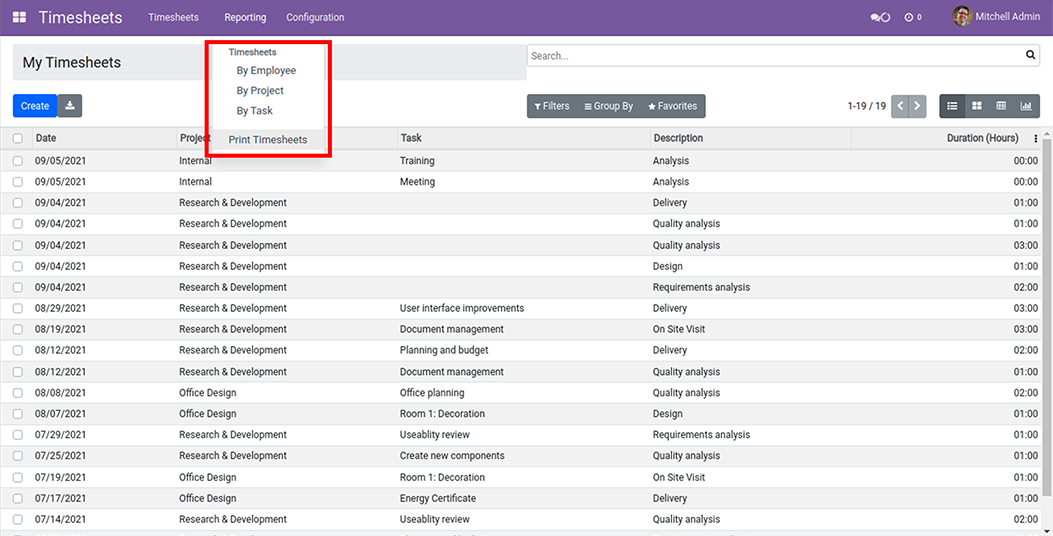 Timesheets Timesheets Reporting Configuration 0 Mitchell Admin
My Timesheets
Search...
Timesheets
By Employee
By Project
By Task
Print Timesheets
Create Filters Group By Favorites 1-19 / 19
Date Project Task Description Duration (Hours)
09/05/2021 Internal Training Analysis 00:00
09/05/2021 Internal Meeting Analysis 00:00
09/04/2021 Research & Development Delivery 01:00
09/04/2021 Research & Development Quality analysis 01:00
09/04/2021 Research & Development Quality analysis 03:00
09/04/2021 Research & Development Design 01:00
09/04/2021 Research & Development Requirements analysis 02:00
08/29/2021 Research & Development User interface improvements Delivery 03:00
08/19/2021 Research & Development Document management On Site Visit 03:00
08/12/2021 Research & Development Planning and budget Delivery 02:00
08/12/2021 Research & Development Document management Quality analysis 01:00
08/08/2021 Office Design Office planning Quality analysis 02:00
08/07/2021 Office Design Room 1: Decoration Design 01:00
07/29/2021 Research & Development Useablity review Requirements analysis 01:00
07/25/2021 Research & Development Create new components Quality analysis 01:00
07/19/2021 Office Design Room 1: Decoration On Site Visit 01:00
07/17/2021 Office Design Energy Certificate Delivery 01:00
07/14/2021 Research & Development Useablity review Quality analysis 02:00